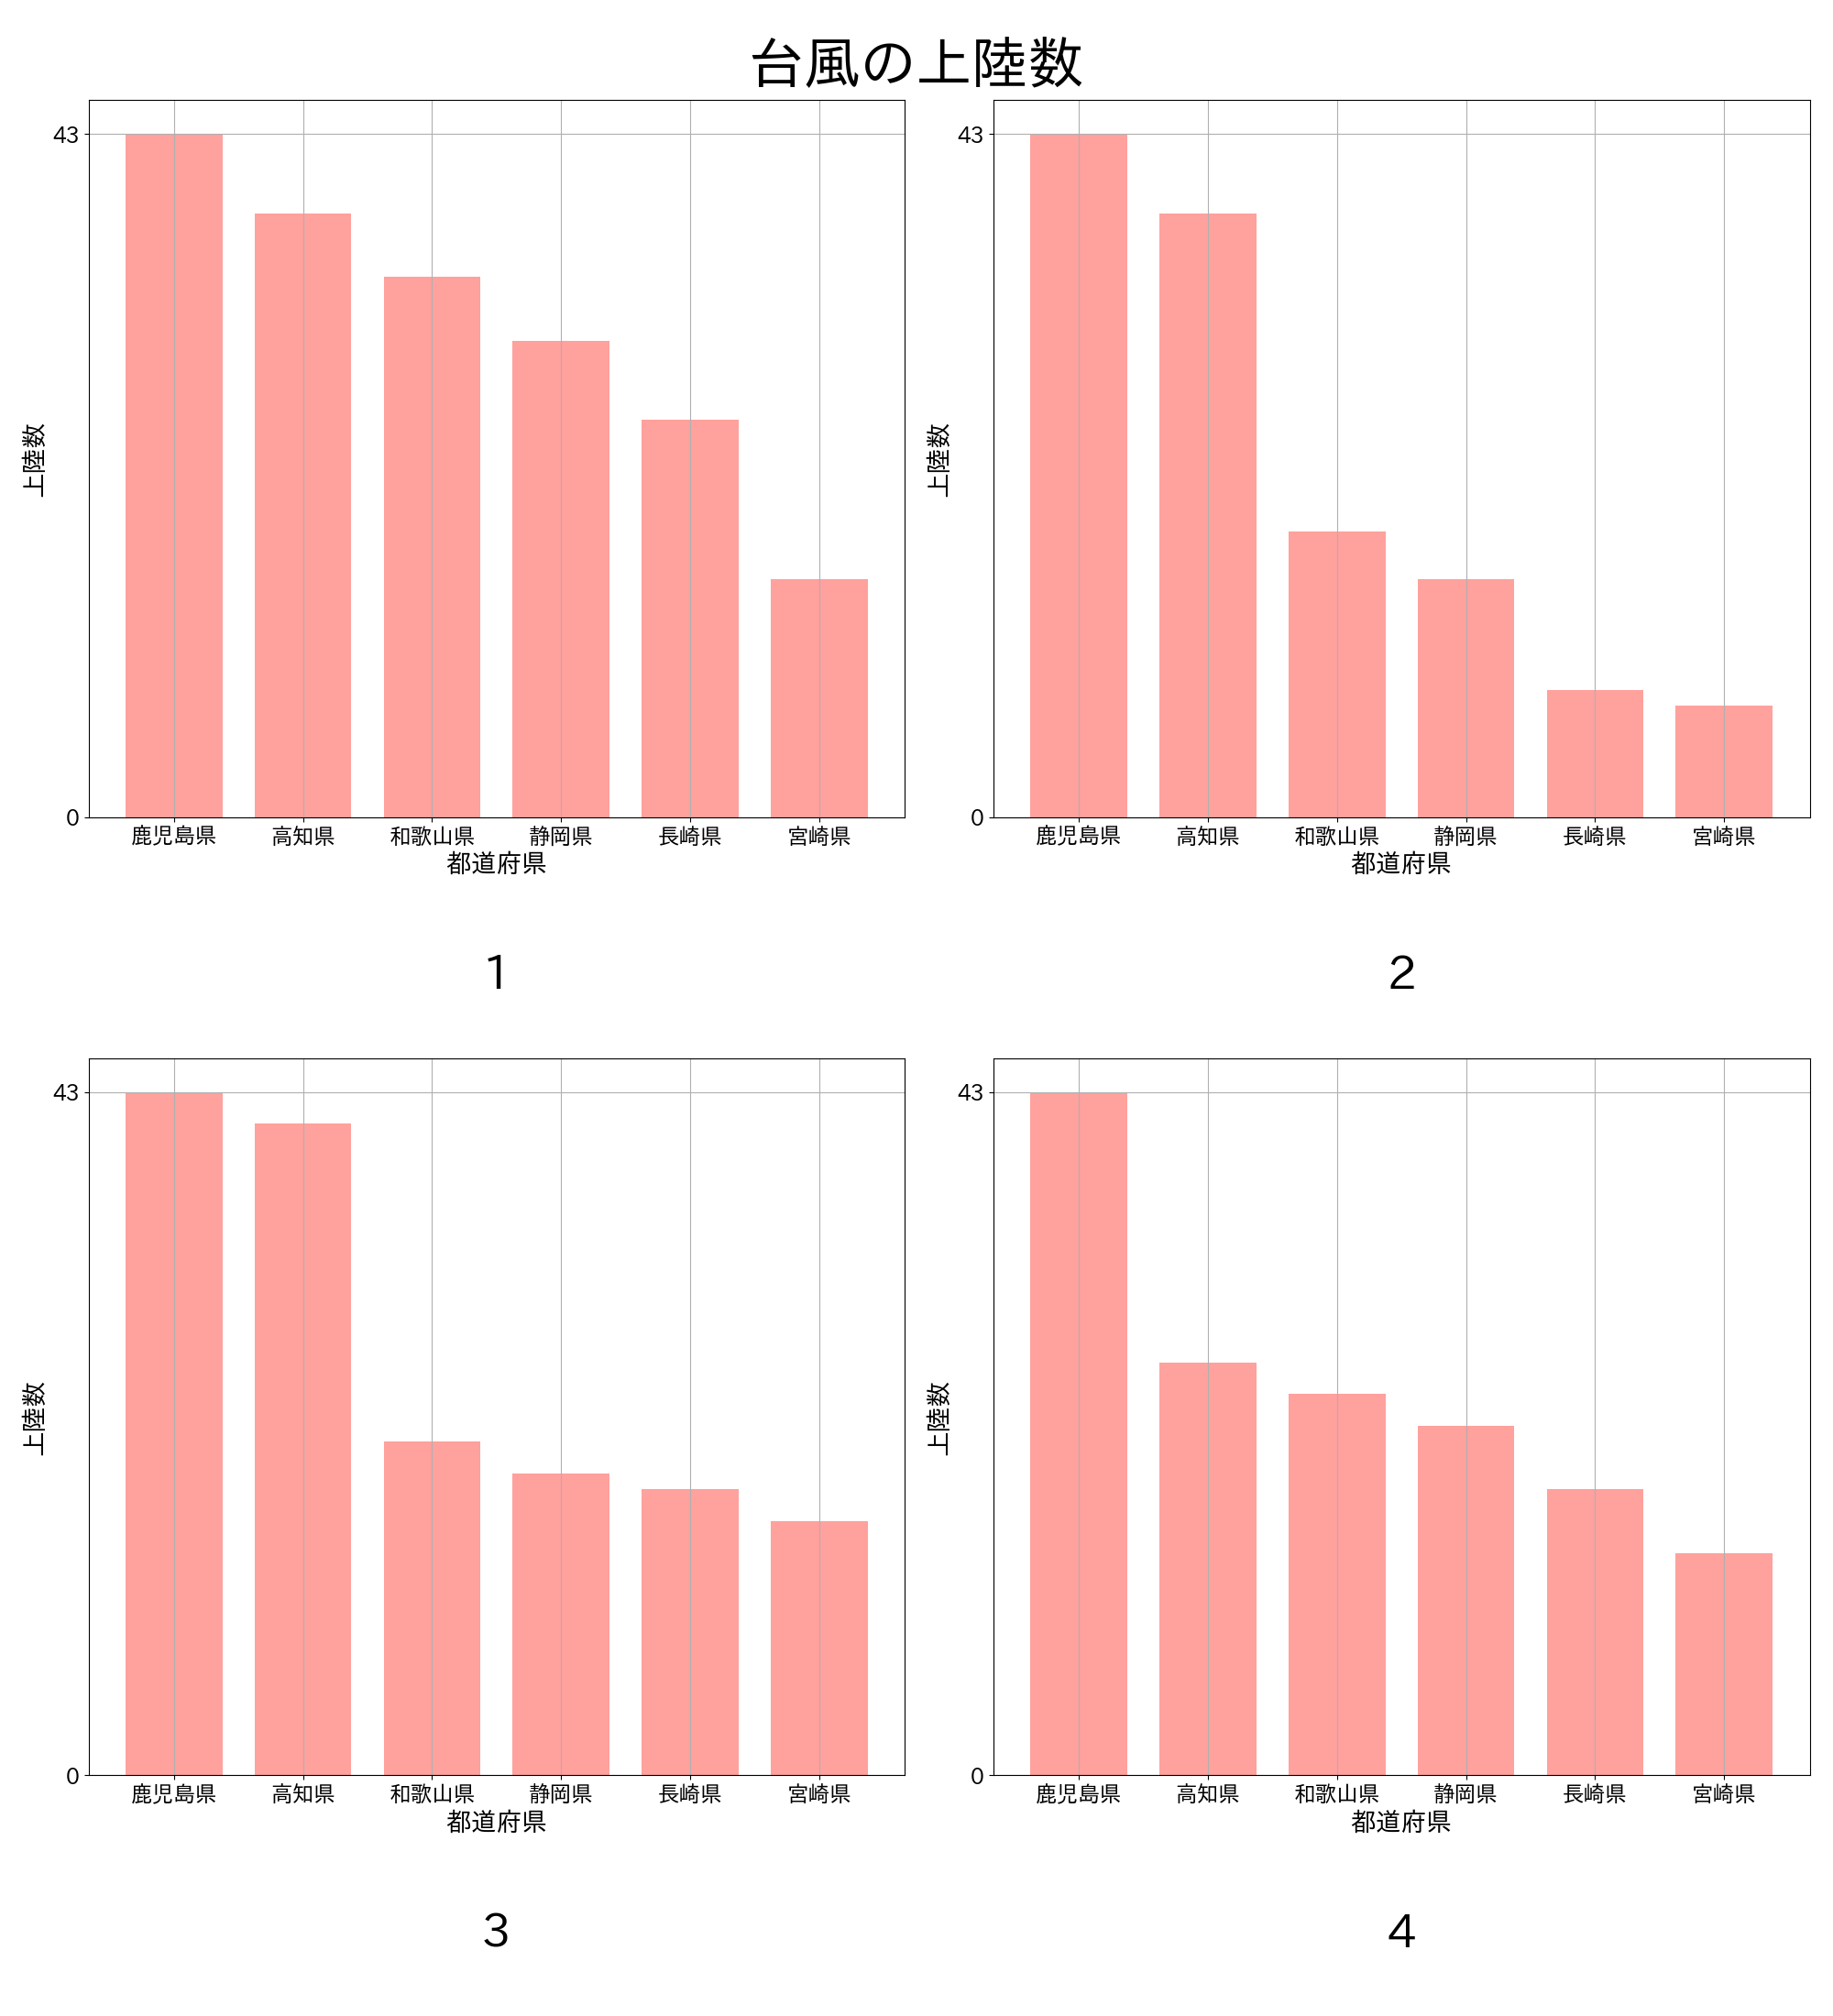 台風の上陸数
上陸数
43
0
鹿児島県 高知県 和歌山県 静岡県 長崎県 宮崎県
都道府県
1
上陸数
43
0
鹿児島県 高知県 和歌山県 静岡県 長崎県 宮崎県
都道府県
2
上陸数
43
0
鹿児島県 高知県 和歌山県 静岡県 長崎県 宮崎県
都道府県
3
上陸数
43
0
鹿児島県 高知県 和歌山県 静岡県 長崎県 宮崎県
都道府県
4